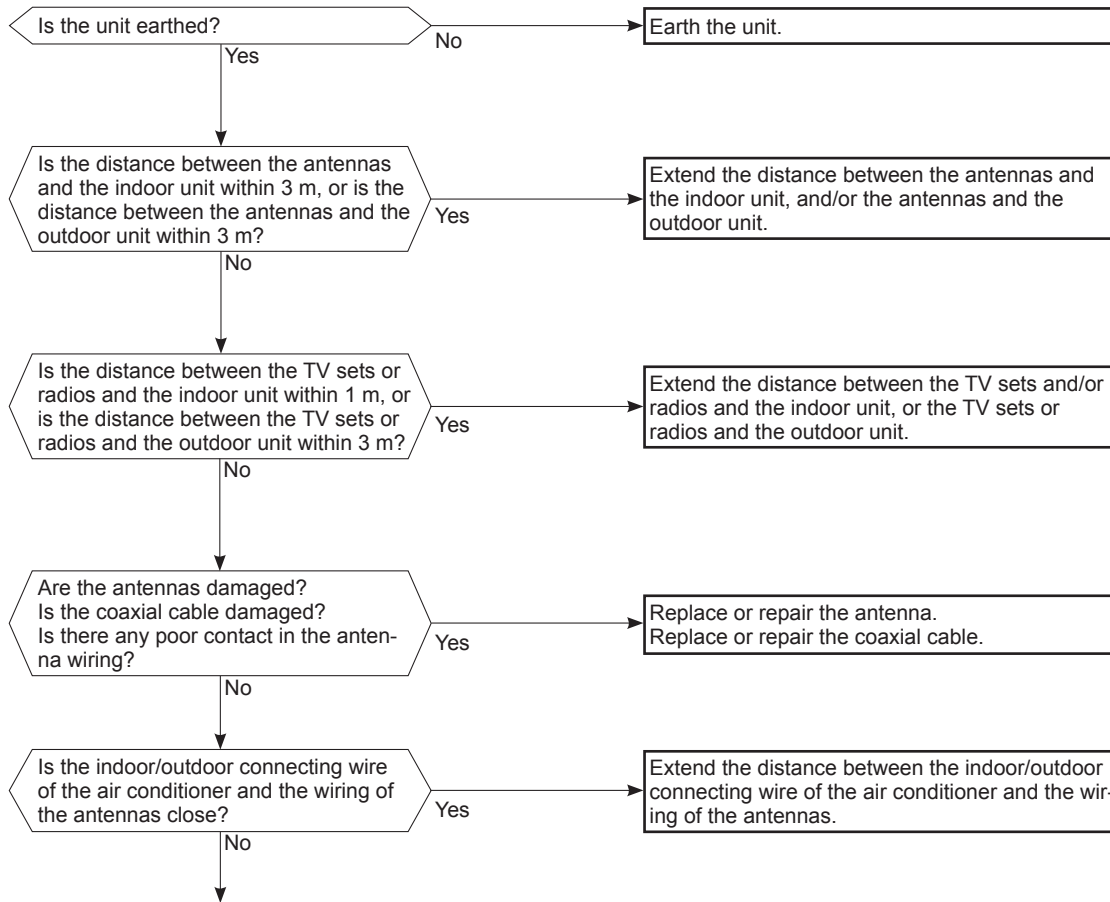 Is the unit earthed?
No
Earth the unit.
Yes
Is the distance between the antennas
and the indoor unit within 3 m, or is the
distance between the antennas and the
outdoor unit within 3 m?
Yes
Extend the distance between the antennas and
the indoor unit, and/or the antennas and the
outdoor unit.
No
Is the distance between the TV sets or
radios and the indoor unit within 1 m, or
is the distance between the TV sets or
radios and the outdoor unit within 3 m?
Yes
Extend the distance between the TV sets and/or
radios and the indoor unit, or the TV sets or
radios and the outdoor unit.
No
Are the antennas damaged?
Is the coaxial cable damaged?
Is there any poor contact in the anten-
na wiring?
Yes
Replace or repair the antenna.
Replace or repair the coaxial cable.
No
Is the indoor/outdoor connecting wire
of the air conditioner and the wiring of
the antennas close?
Yes
Extend the distance between the indoor/outdoor
connecting wire of the air conditioner and the wir-
ing of the antennas.
No